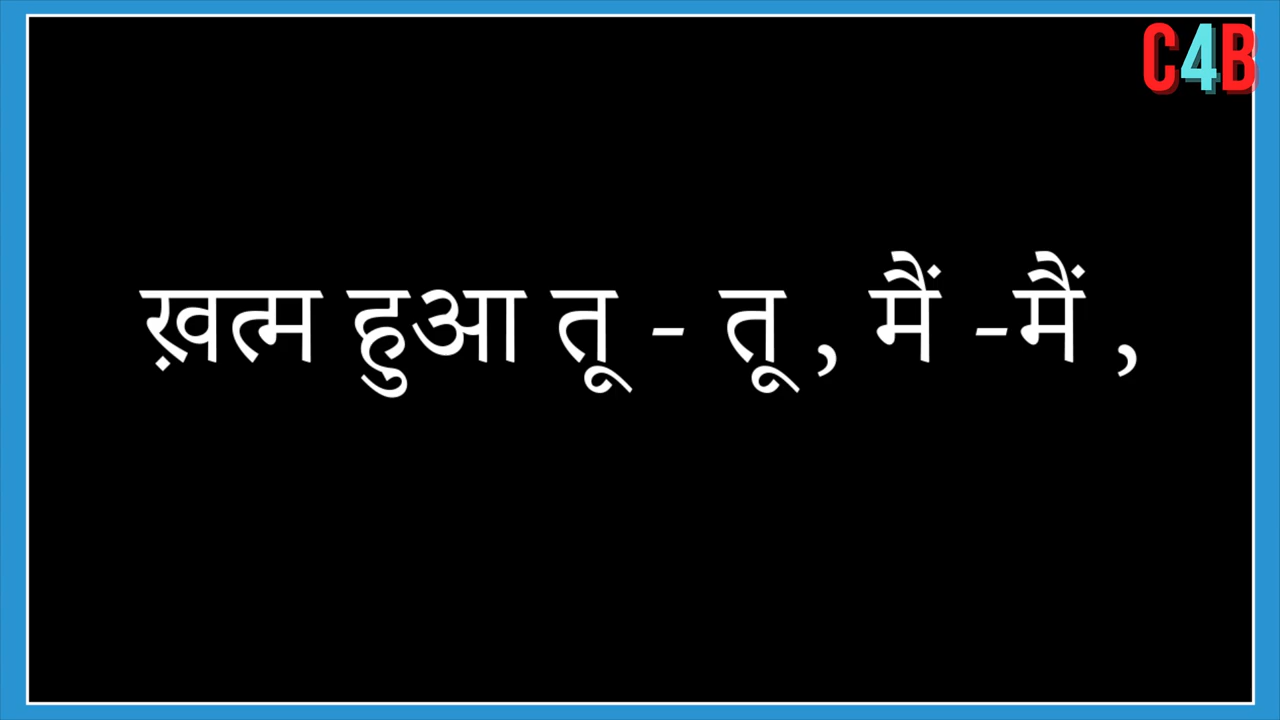 C4B
ख़त्म हुआ तू - तू , मैं -मैं ,